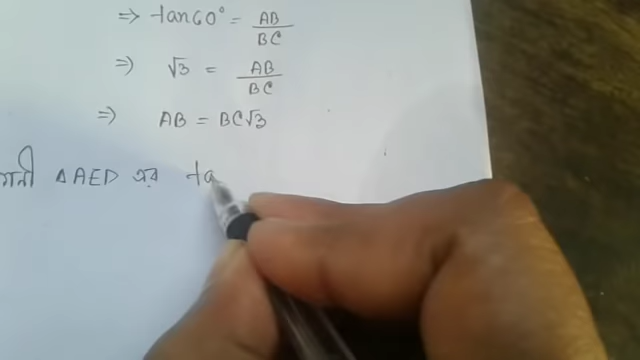 ⇒ tan60° = AB/BC
⇒ √3 = AB/BC
⇒ AB = BC√3
ΔAED এর ta